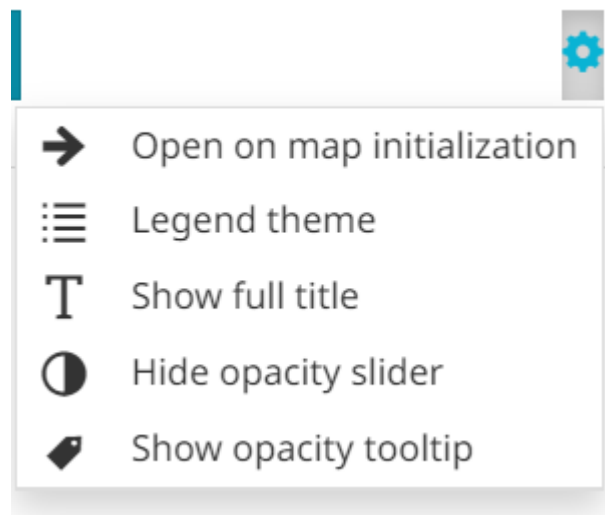 Open on map initialization
Legend theme
Show full title
Hide opacity slider
Show opacity tooltip